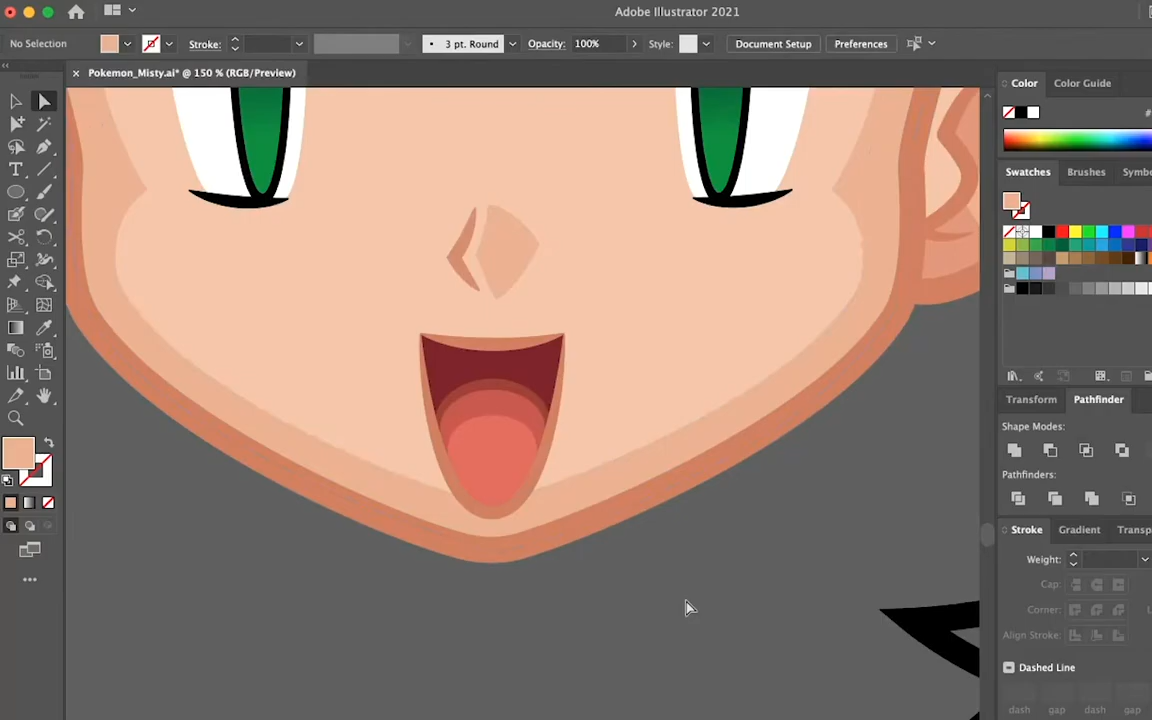 Adobe Illustrator 2021
No Selection
Stroke:
3 pt. Round
Opacity:
100%
Style:
Document Setup
Preferences
Pokemon_Misty.ai* @ 150 % (RGB/Preview)
Color
Color Guide
#
Swatches
Brushes
Symbo
Transform
Pathfinder
Shape Modes:
Pathfinders:
Stroke
Gradient
Transp
Weight:
Cap:
Corner:
Align Stroke:
Dashed Line
dash
gap
dash
gap